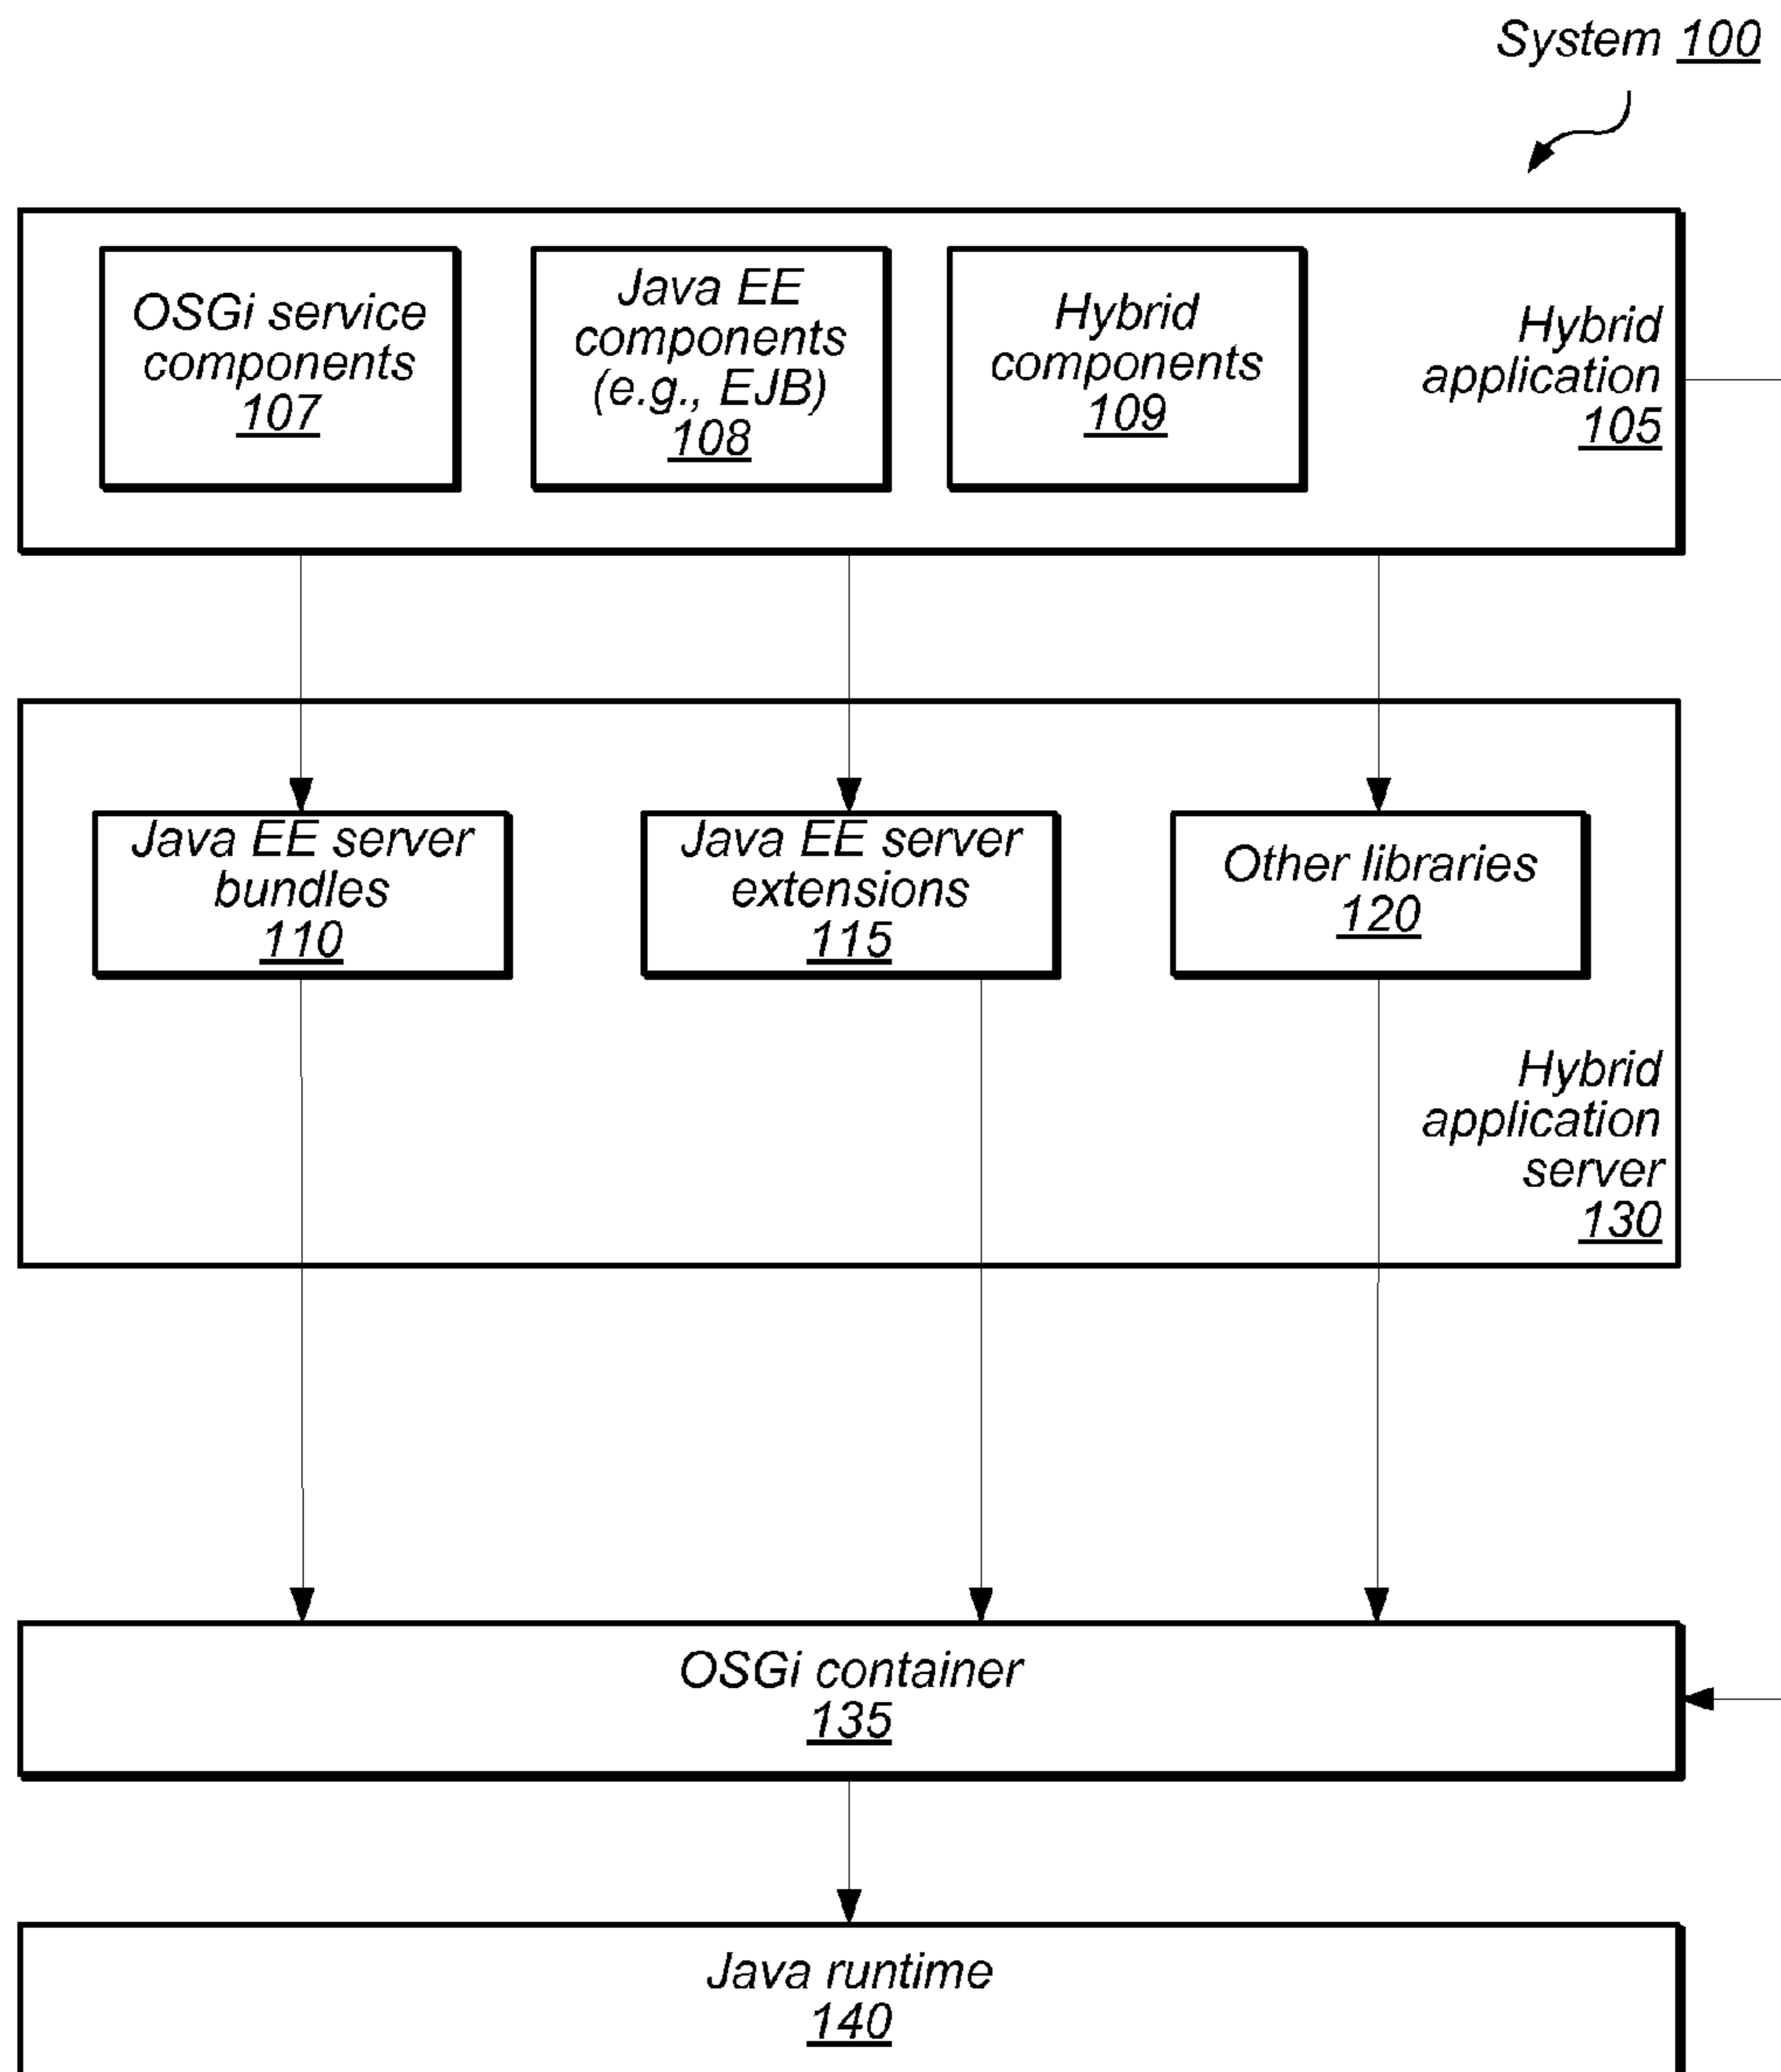 System 100
OSGi service
components
107
Java EE
components
(e.g., EJB)
108
Hybrid
components
109
Hybrid
application
105
Java EE server
bundles
110
Java EE server
extensions
115
Other libraries
120
Hybrid
application
server
130
OSGi container
135
Java runtime
140